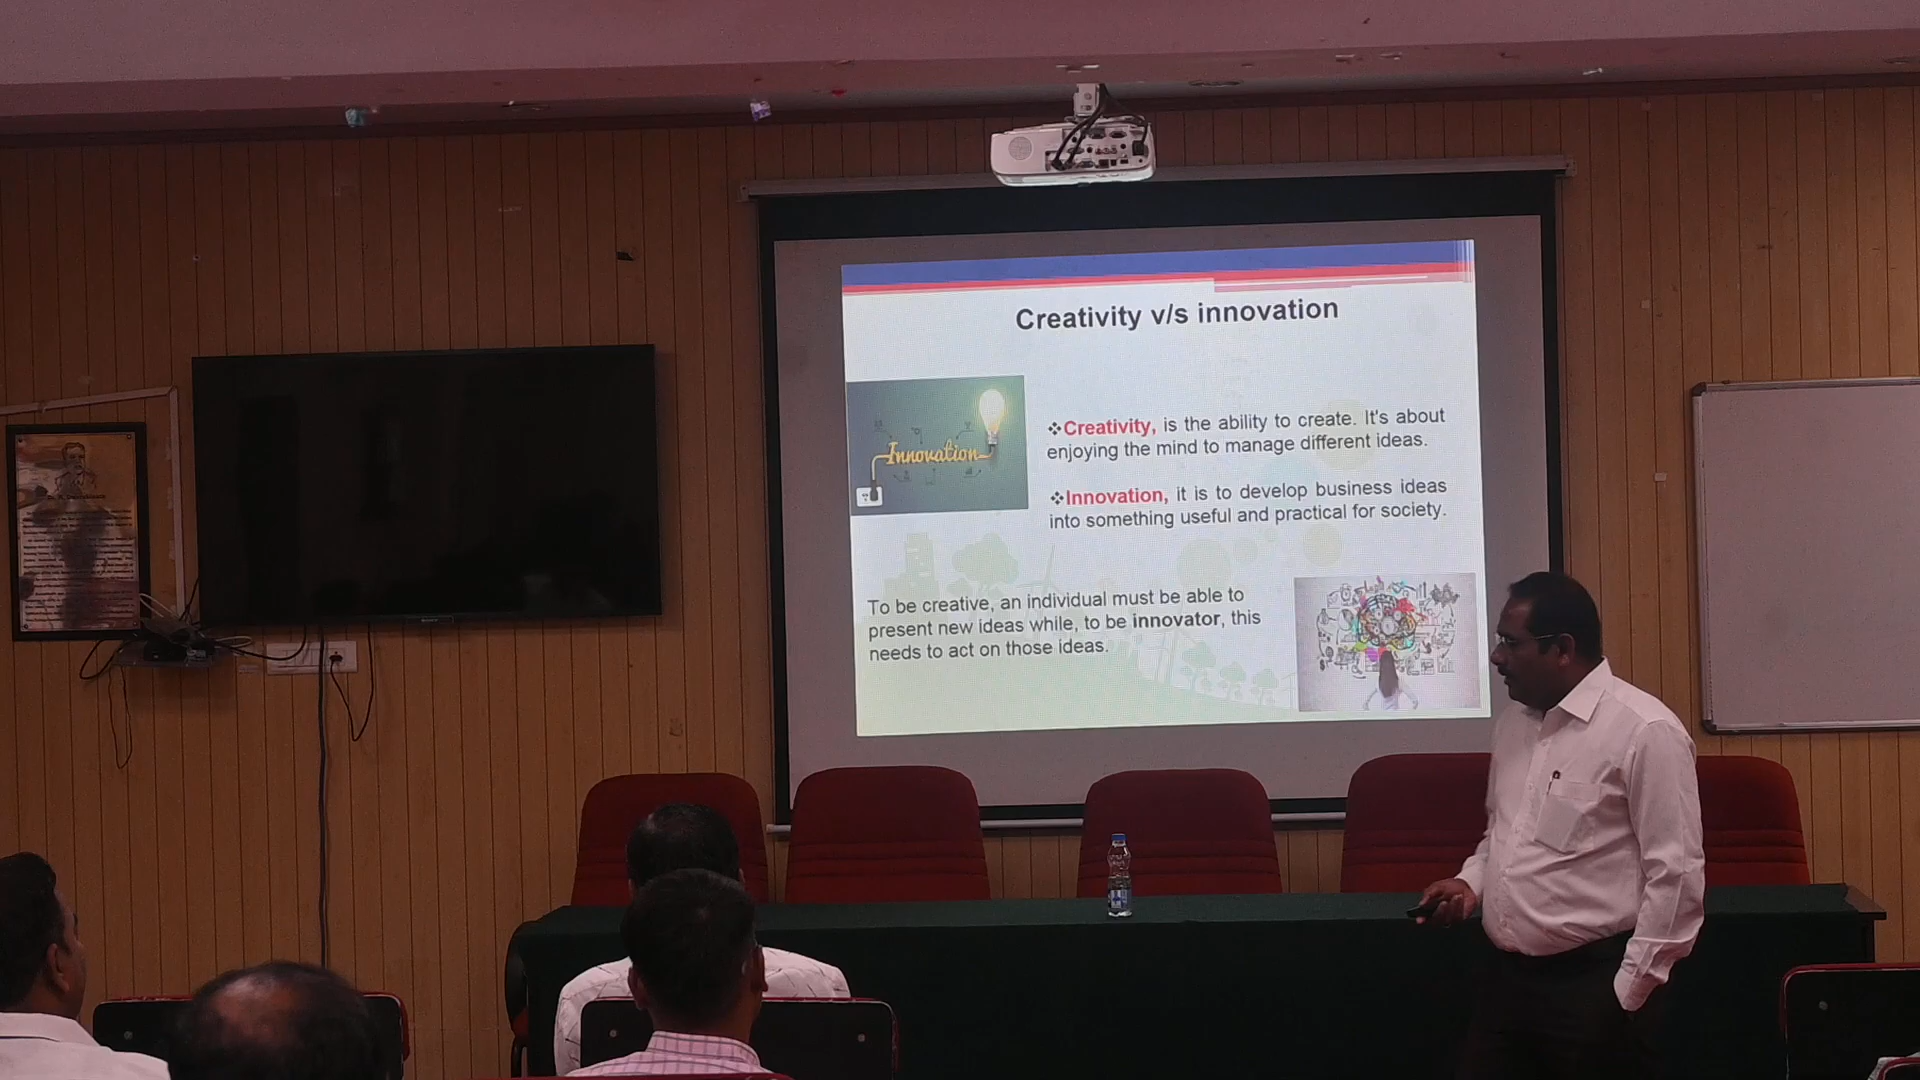 Creativity v/s innovation
Innovation
❖Creativity, is the ability to create. It's about
enjoying the mind to manage different ideas.
❖Innovation, it is to develop business ideas
into something useful and practical for society.
To be creative, an individual must be able to
present new ideas while, to be innovator, this
needs to act on those ideas.
SONY